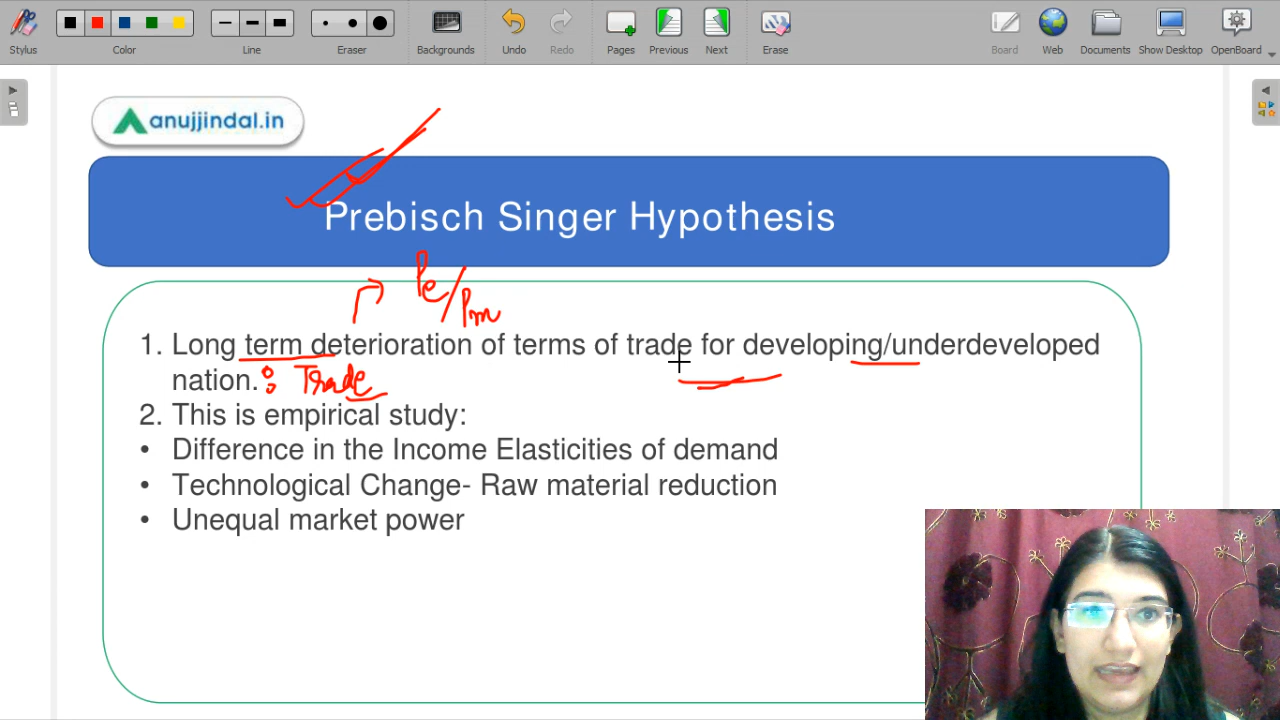 Stylus
Color
Line
Eraser
Backgrounds
Undo
Redo
Pages
Previous
Next
Erase
Board
Web
Documents
Show Desktop
OpenBoard
anujjindal.in
Prebisch Singer Hypothesis
Pe/Pm
1. Long term deterioration of terms of trade for developing/underdeveloped
nation. : Trade
2. This is empirical study:
• Difference in the Income Elasticities of demand
• Technological Change- Raw material reduction
• Unequal market power